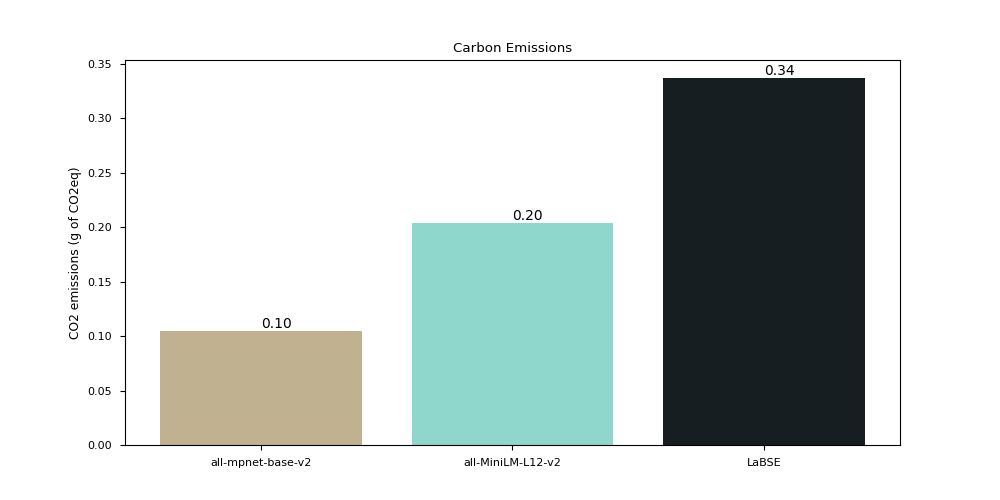 Carbon Emissions
CO2 emissions (g of CO2eq)
0.35
0.30
0.25
0.20
0.15
0.10
0.05
0.00
0.10
0.20
0.34
all-mpnet-base-v2
all-MiniLM-L12-v2
LaBSE